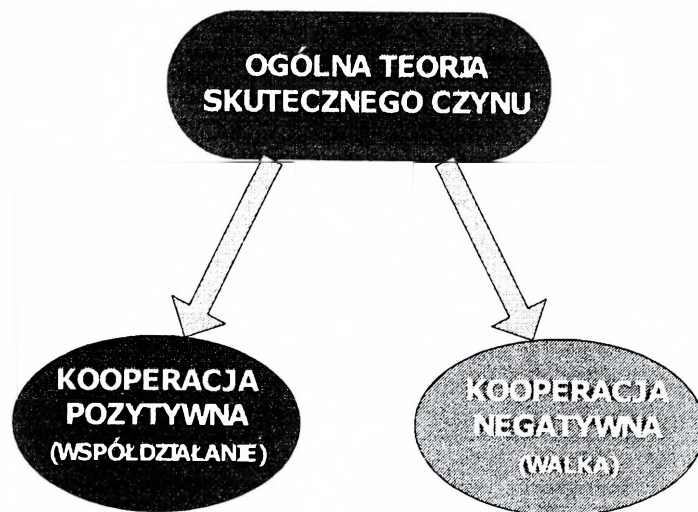 OGÓLNA TEORIA
SKUTECZNEGO CZYNU
KOOPERACJA
POZYTYWNA
(WSPÓŁDZIAŁANIE)
KOOPERACJA
NEGATYWNA
(WALKA)